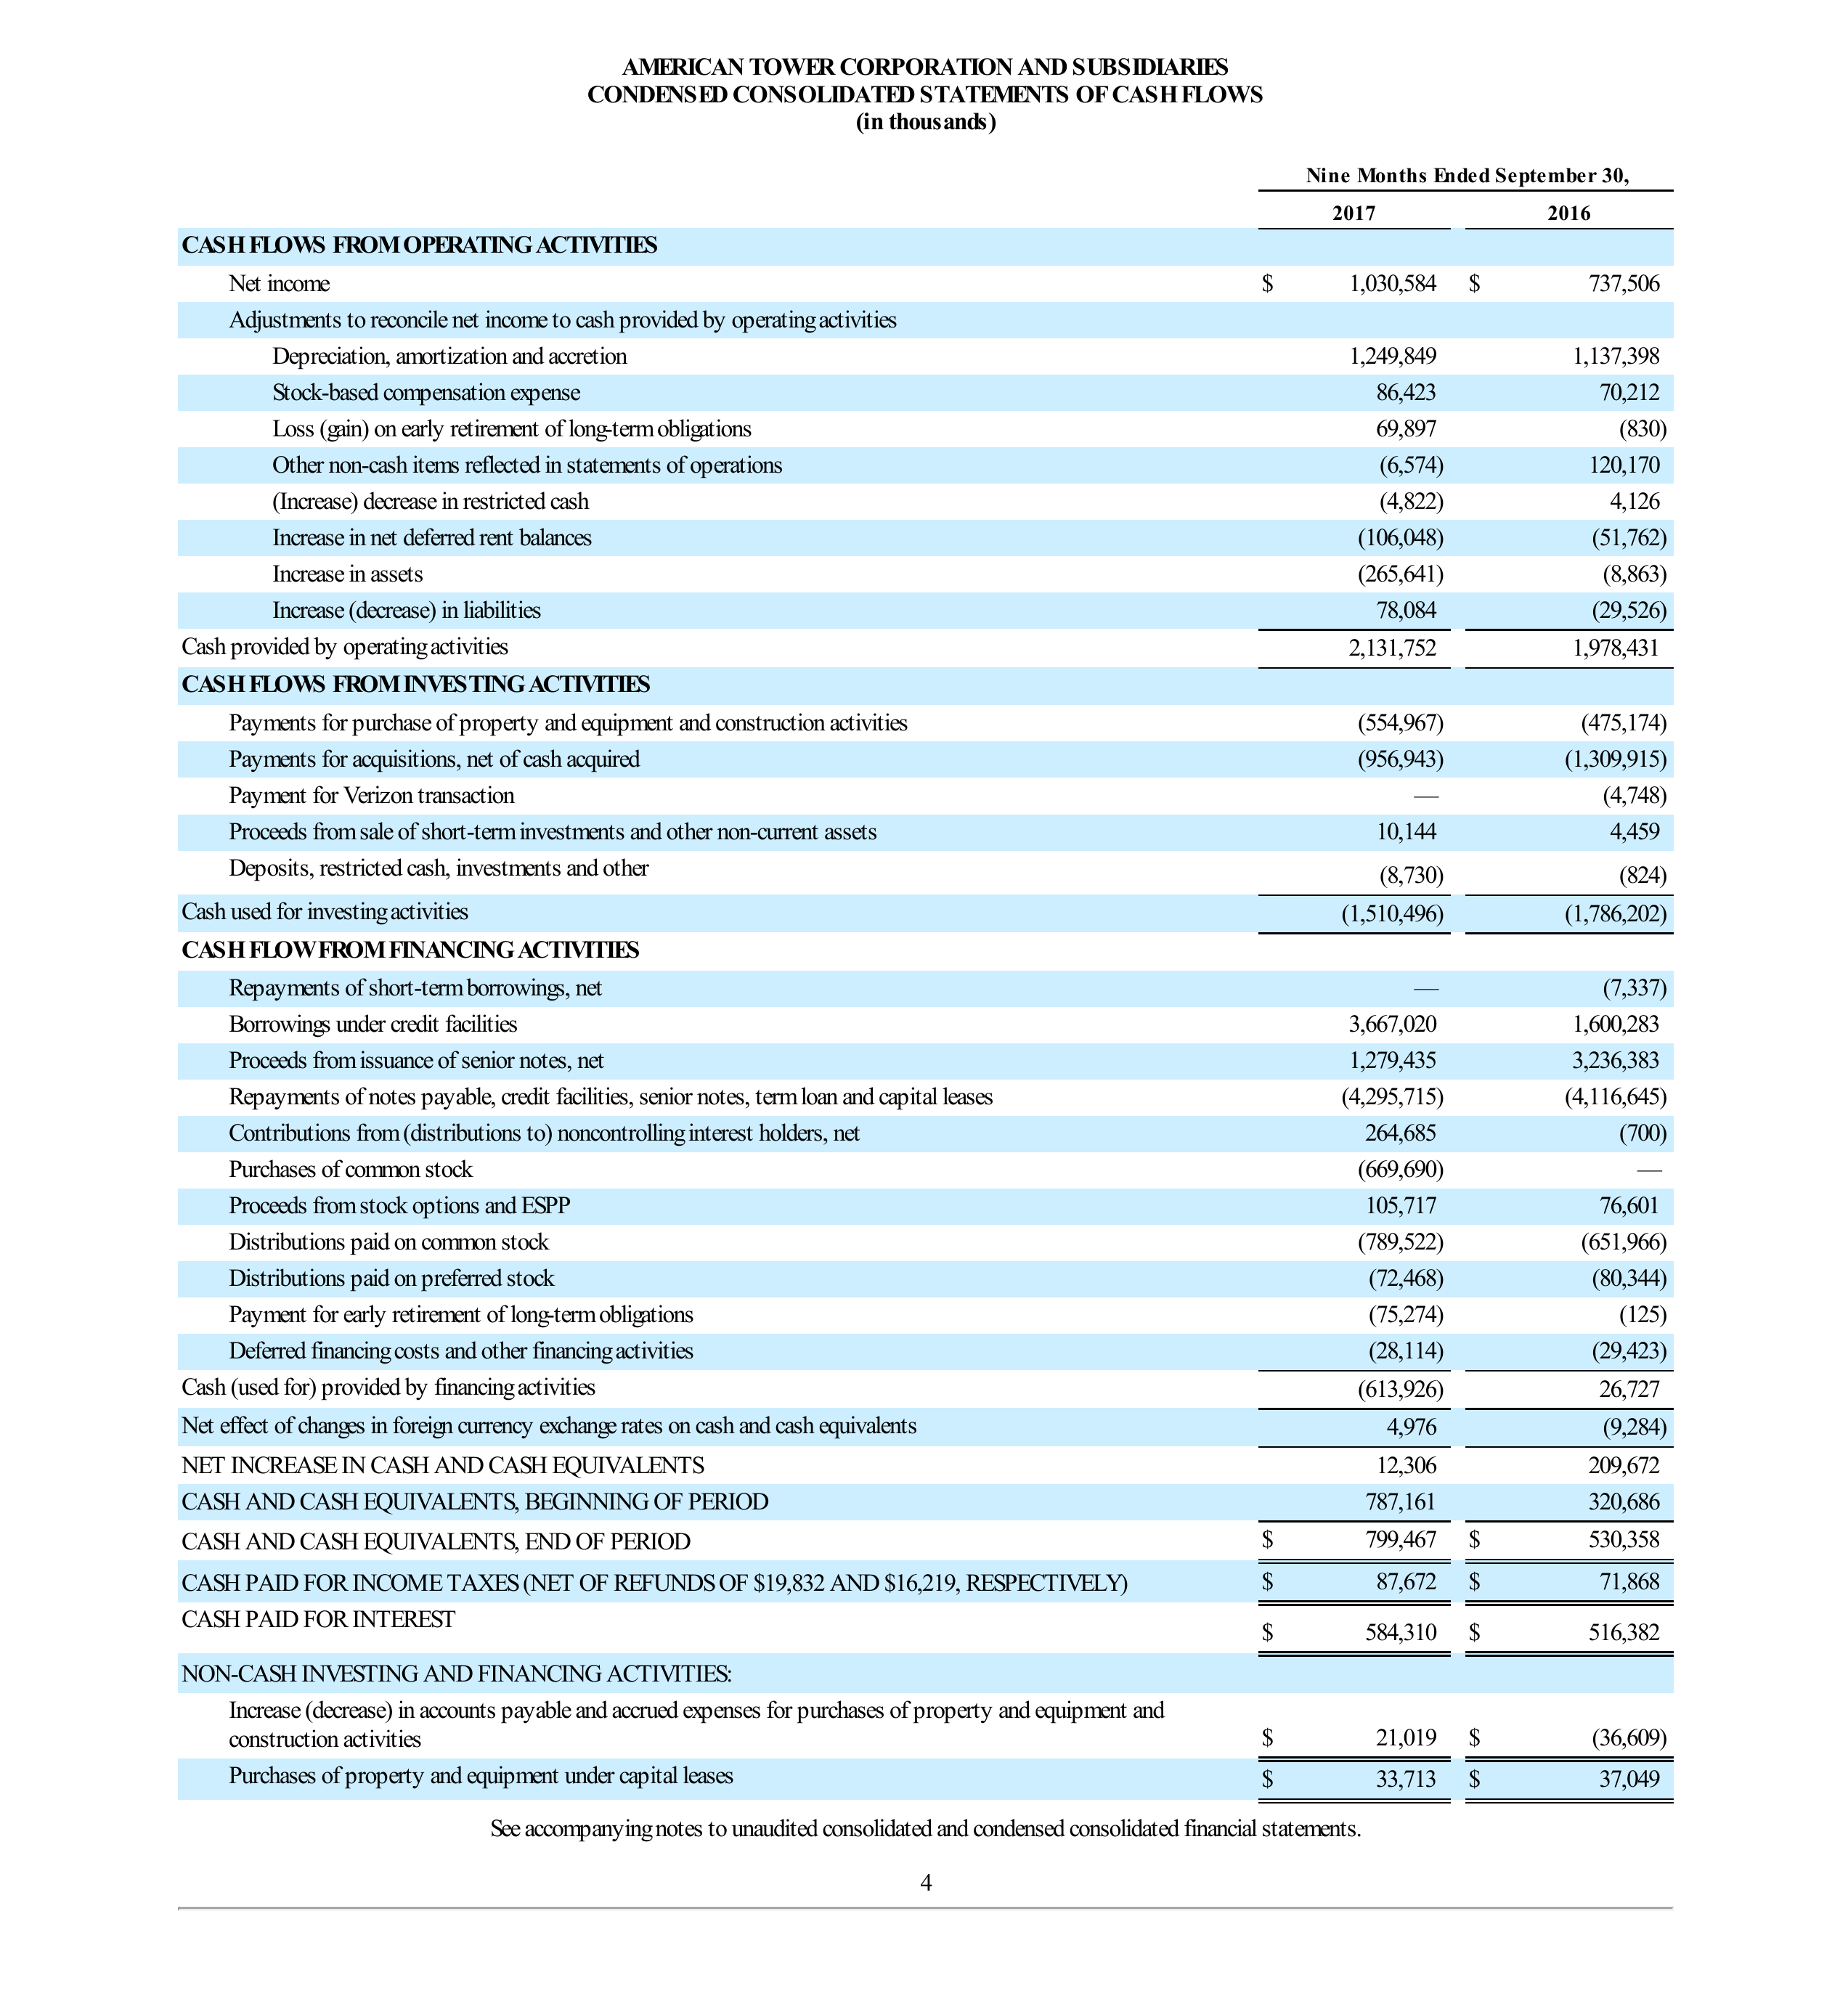 AMERICAN TOWER CORPORATION AND SUBSIDIARIES
CONDENSED CONSOLIDATED STATEMENTS OF CASH FLOWS
(in thousands)
Nine Months Ended September 30,
2017 2016
CASH FLOWS FROM OPERATING ACTIVITIES
Net income $ 1,030,584 $ 737,506
Adjustments to reconcile net income to cash provided by operating activities
Depreciation, amortization and accretion 1,249,849 1,137,398
Stock-based compensation expense 86,423 70,212
Loss (gain) on early retirement of long-term obligations 69,897 (830)
Other non-cash items reflected in statements of operations (6,574) 120,170
(Increase) decrease in restricted cash (4,822) 4,126
Increase in net deferred rent balances (106,048) (51,762)
Increase in assets (265,641) (8,863)
Increase (decrease) in liabilities 78,084 (29,526)
Cash provided by operating activities 2,131,752 1,978,431
CASH FLOWS FROM INVESTING ACTIVITIES
Payments for purchase of property and equipment and construction activities (554,967) (475,174)
Payments for acquisitions, net of cash acquired (956,943) (1,309,915)
Payment for Verizon transaction — (4,748)
Proceeds from sale of short-term investments and other non-current assets 10,144 4,459
Deposits, restricted cash, investments and other (8,730) (824)
Cash used for investing activities (1,510,496) (1,786,202)
CASH FLOW FROM FINANCING ACTIVITIES
Repayments of short-term borrowings, net — (7,337)
Borrowings under credit facilities 3,667,020 1,600,283
Proceeds from issuance of senior notes, net 1,279,435 3,236,383
Repayments of notes payable, credit facilities, senior notes, term loan and capital leases (4,295,715) (4,116,645)
Contributions from (distributions to) noncontrolling interest holders, net 264,685 (700)
Purchases of common stock (669,690) —
Proceeds from stock options and ESPP 105,717 76,601
Distributions paid on common stock (789,522) (651,966)
Distributions paid on preferred stock (72,468) (80,344)
Payment for early retirement of long-term obligations (75,274) (125)
Deferred financing costs and other financing activities (28,114) (29,423)
Cash (used for) provided by financing activities (613,926) 26,727
Net effect of changes in foreign currency exchange rates on cash and cash equivalents 4,976 (9,284)
NET INCREASE IN CASH AND CASH EQUIVALENTS 12,306 209,672
CASH AND CASH EQUIVALENTS, BEGINNING OF PERIOD 787,161 320,686
CASH AND CASH EQUIVALENTS, END OF PERIOD $ 799,467 $ 530,358
CASH PAID FOR INCOME TAXES (NET OF REFUNDS OF $19,832 AND $16,219, RESPECTIVELY) $ 87,672 $ 71,868
CASH PAID FOR INTEREST $ 584,310 $ 516,382
NON-CASH INVESTING AND FINANCING ACTIVITIES:
Increase (decrease) in accounts payable and accrued expenses for purchases of property and equipment and
construction activities $ 21,019 $ (36,609)
Purchases of property and equipment under capital leases $ 33,713 $ 37,049
See accompanying notes to unaudited consolidated and condensed consolidated financial statements.
4